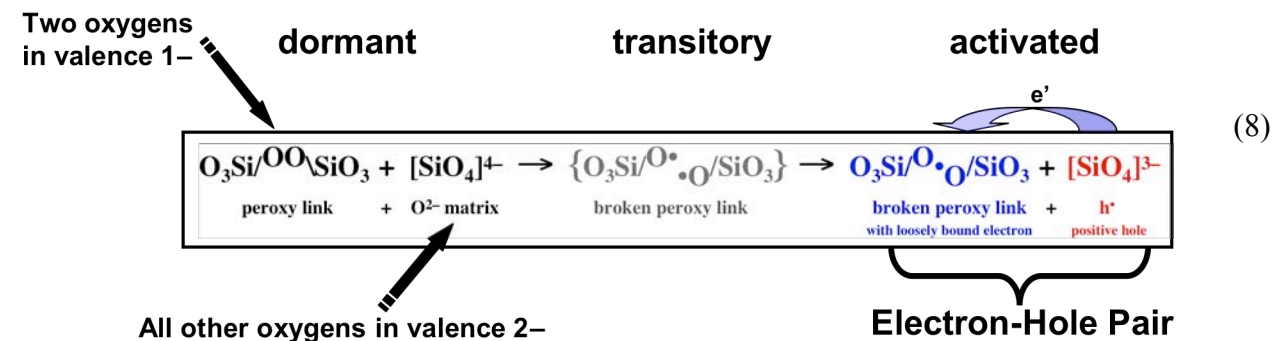 Two oxygens
in valence 1–
dormant transitory activated
e’
(8)
O₃Si/OO\SiO₃ + [SiO₄]⁴⁻ → {O₃Si/O• •O/SiO₃} → O₃Si/O•O/SiO₃ + [SiO₄]³⁻
peroxy link + O²⁻ matrix broken peroxy link broken peroxy link + h•
with loosely bound electron positive hole
All other oxygens in valence 2–
Electron-Hole Pair